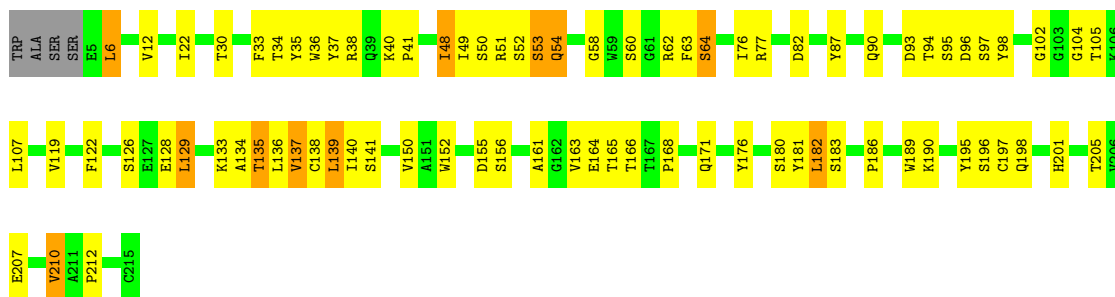 TRP ALA SER SER E5 L6 V12 I22 T30 F33 T34 Y35 W36 Y37 R38 Q39 K40 P41 I48 I49 S50 R51 S52 S53 Q54 G58 W59 S60 G61 R62 F63 S64 I76 R77 D82 Y87 Q90 D93 T94 S95 D96 S97 Y98 G102 G103 G104 T105 K106
L107 V119 F122 S126 E127 E128 L129 K133 A134 T135 L136 V137 C138 L139 I140 S141 V150 A151 W152 D155 S156 A161 G162 V163 E164 T165 T166 T167 P168 Q171 Y176 S180 Y181 L182 S183 P186 W189 K190 Y195 S196 C197 Q198 H201 T205 V206
E207 V210 A211 P212 C215